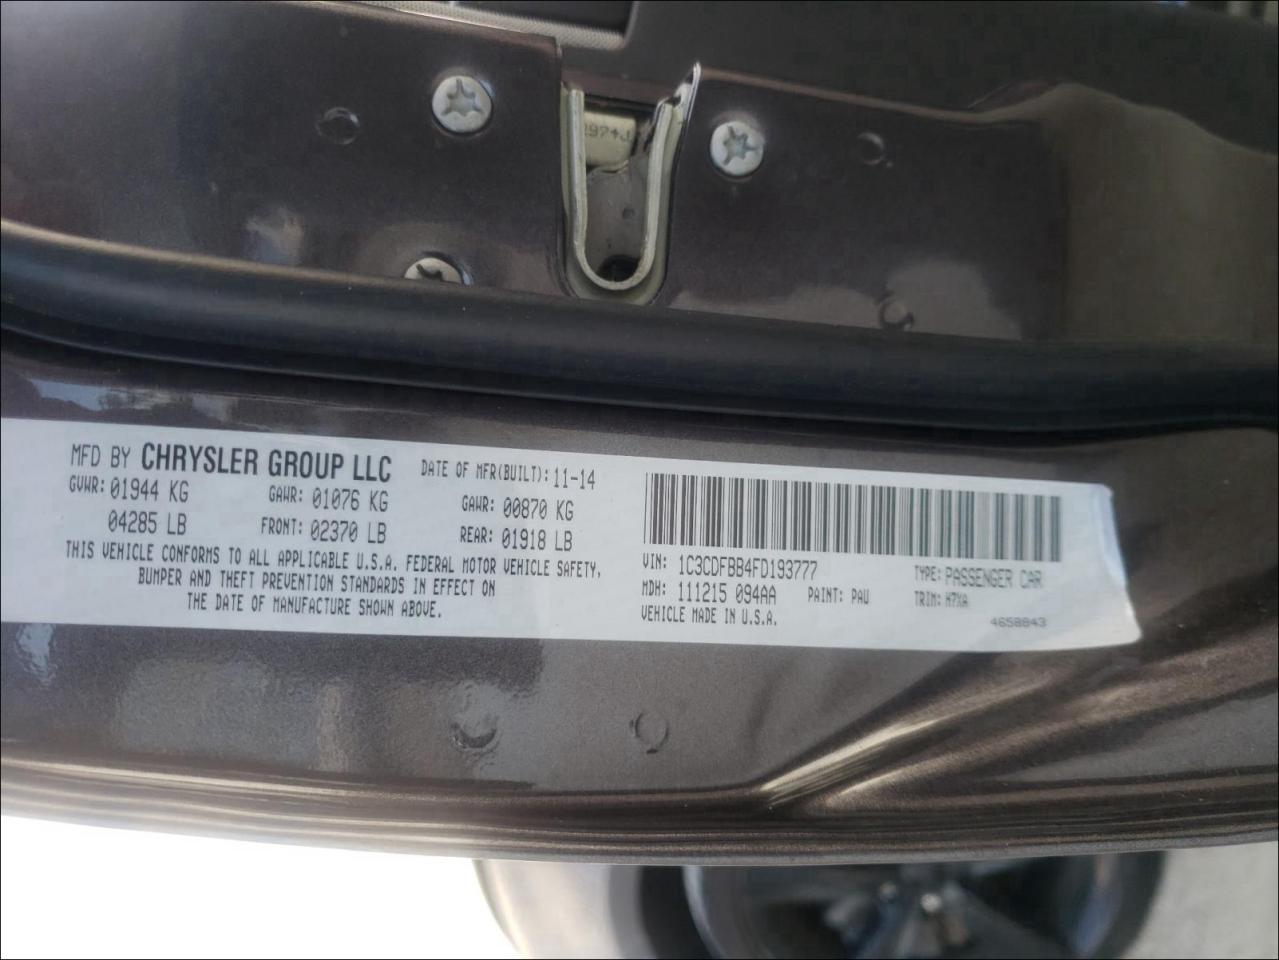 2974J
MFD BY CHRYSLER GROUP LLC DATE OF MFR(BUILT): 11-14
GVWR: 01944 KG GAWR: 01076 KG GAWR: 00870 KG
04285 LB FRONT: 02370 LB REAR: 01918 LB
THIS VEHICLE CONFORMS TO ALL APPLICABLE U.S.A. FEDERAL MOTOR VEHICLE SAFETY,
BUMPER AND THEFT PREVENTION STANDARDS IN EFFECT ON
THE DATE OF MANUFACTURE SHOWN ABOVE.
VIN: 1C3CDFBB4FD193777 TYPE: PASSENGER CAR
MDH: 111215 094AA PAINT: PAU TRIM: H7XA
VEHICLE MADE IN U.S.A. 4658843